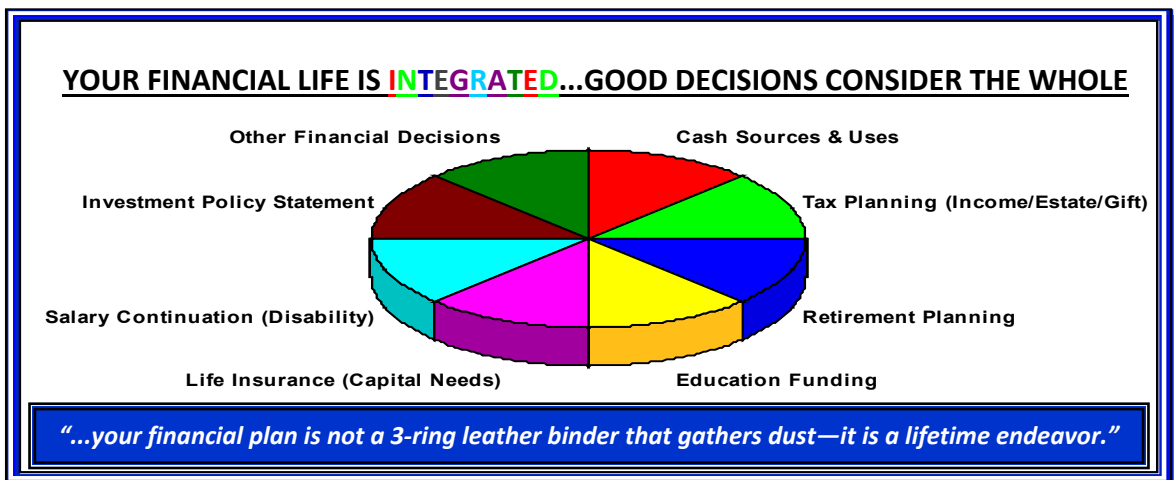 YOUR FINANCIAL LIFE IS INTEGRATED...GOOD DECISIONS CONSIDER THE WHOLE
Other Financial Decisions
Cash Sources & Uses
Investment Policy Statement
Tax Planning (Income/Estate/Gift)
Salary Continuation (Disability)
Retirement Planning
Life Insurance (Capital Needs)
Education Funding
“...your financial plan is not a 3-ring leather binder that gathers dust—it is a lifetime endeavor.”